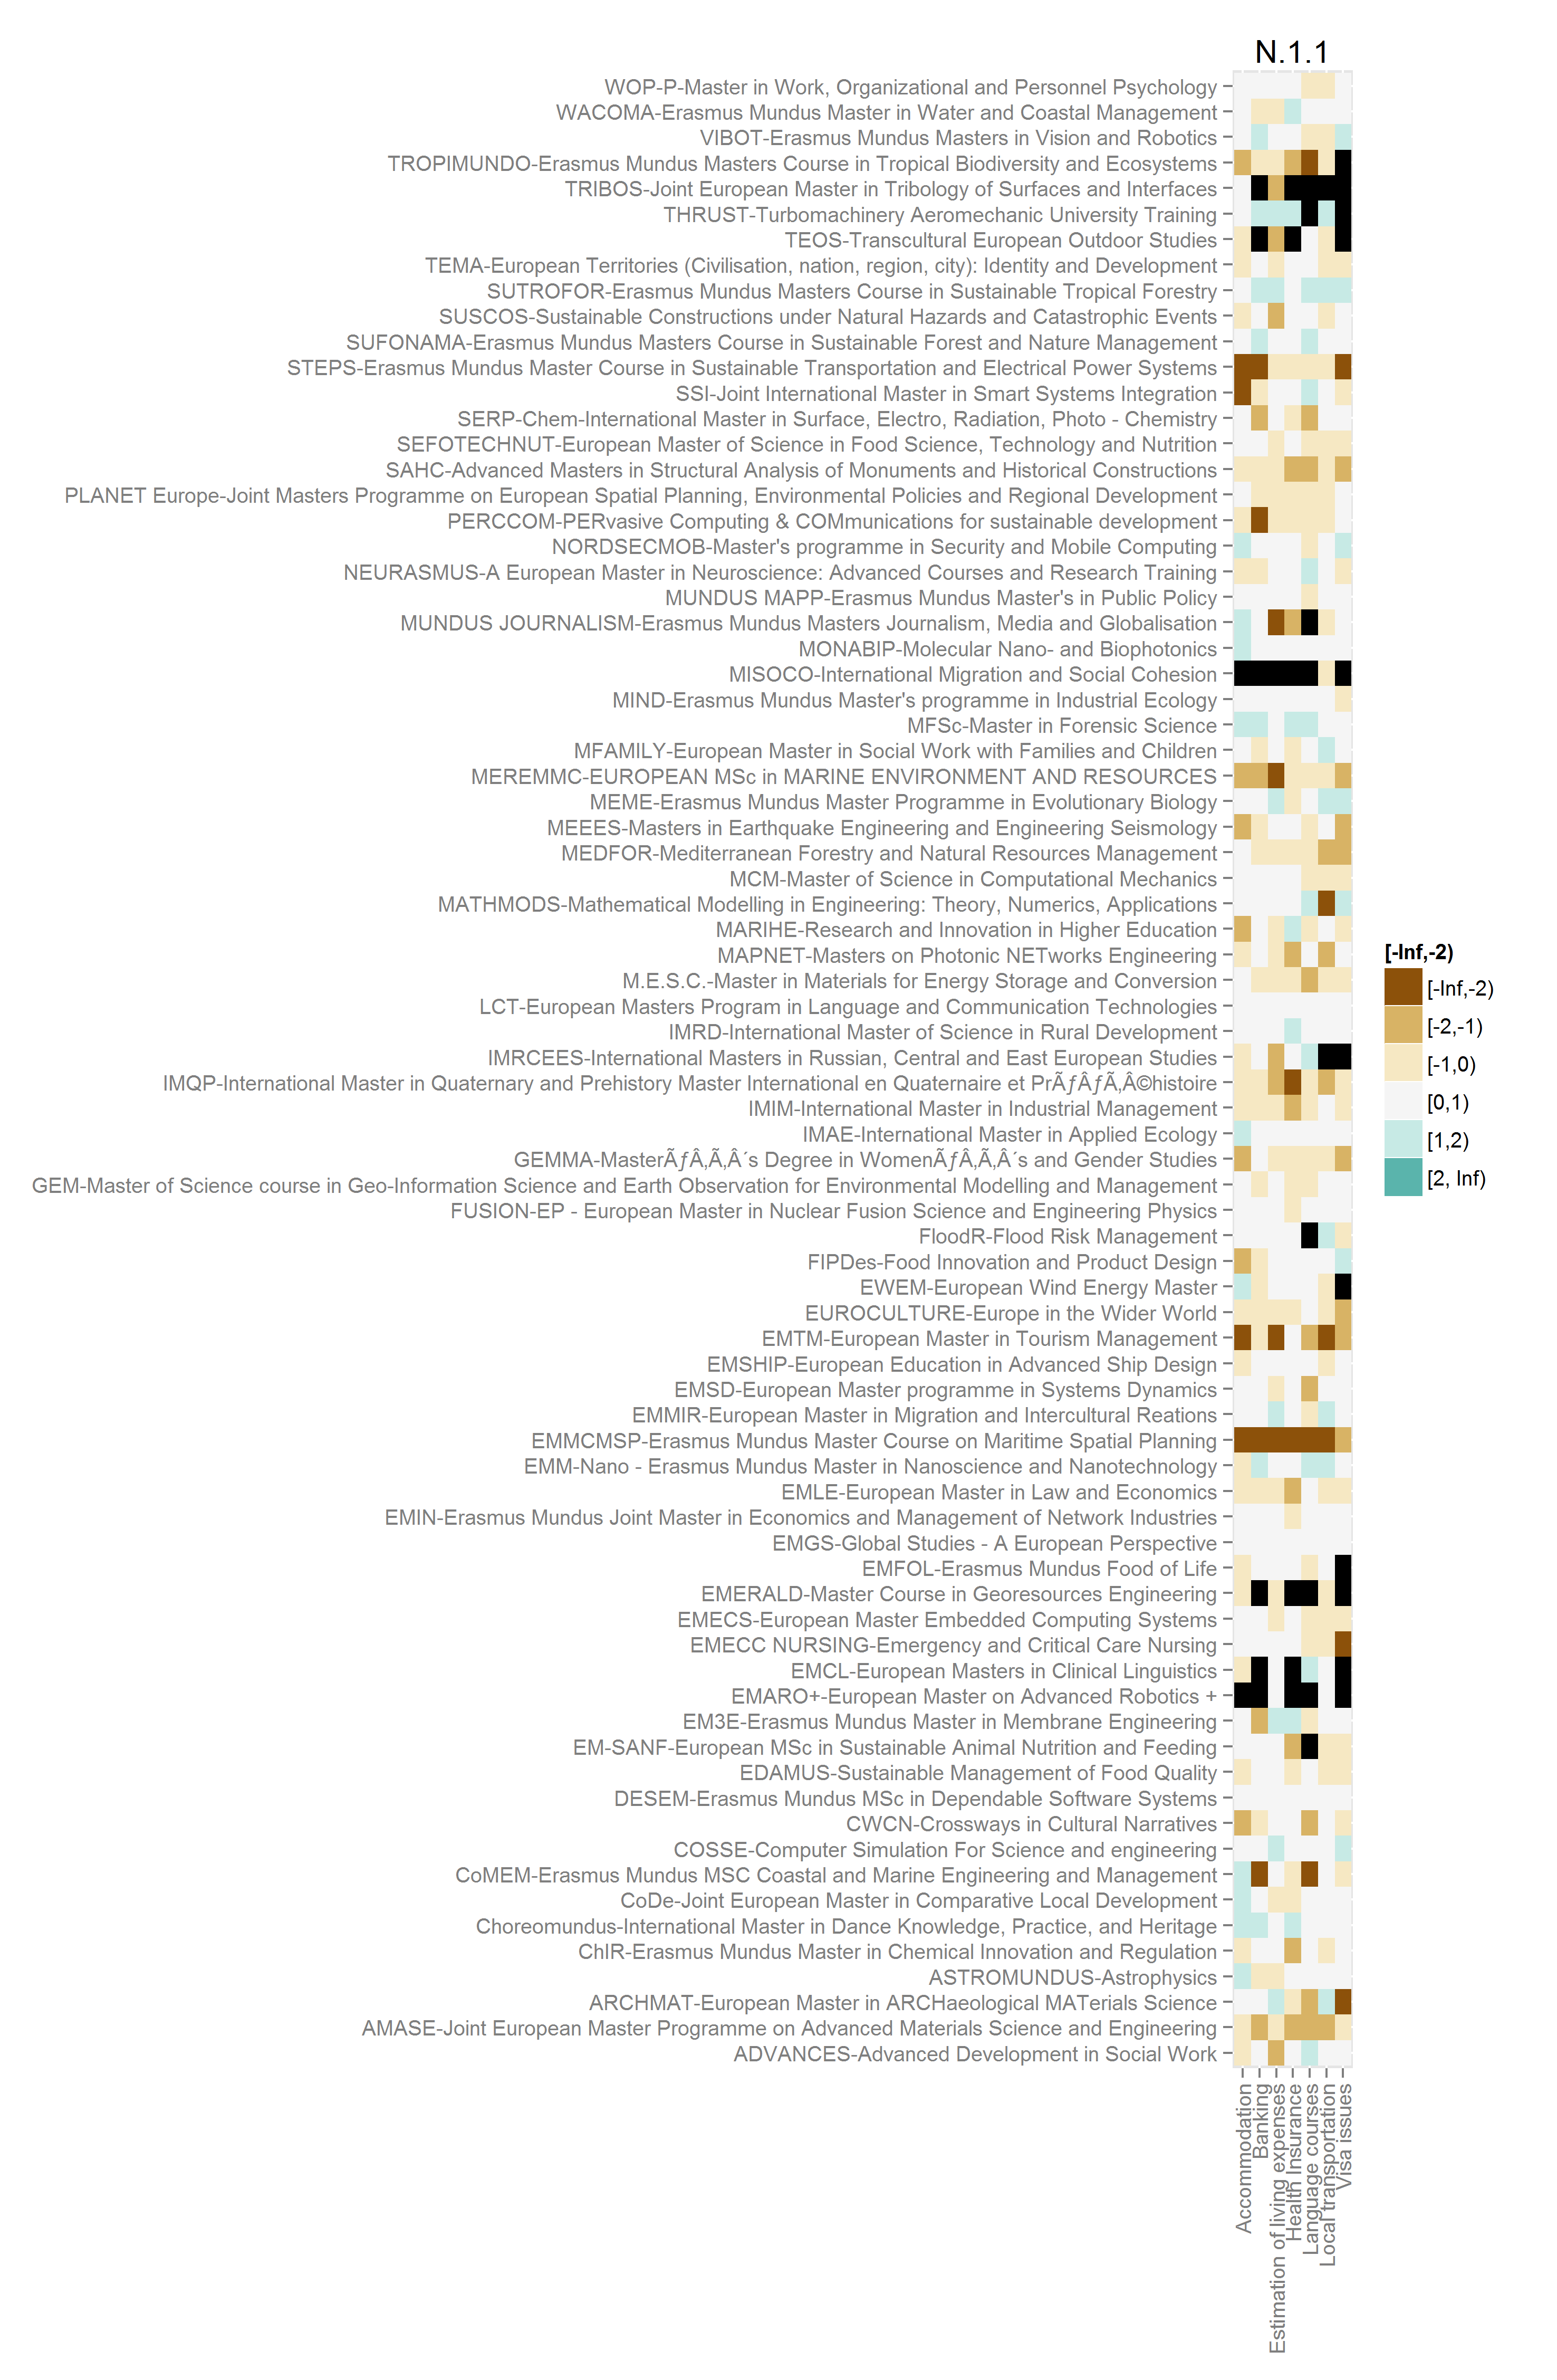 N.1.1
WOP-P-Master in Work, Organizational and Personnel Psychology
WACOMA-Erasmus Mundus Master in Water and Coastal Management
VIBOT-Erasmus Mundus Masters in Vision and Robotics
TROPIMUNDO-Erasmus Mundus Masters Course in Tropical Biodiversity and Ecosystems
TRIBOS-Joint European Master in Tribology of Surfaces and Interfaces
THRUST-Turbomachinery Aeromechanic University Training
TEOS-Transcultural European Outdoor Studies
TEMA-European Territories (Civilisation, nation, region, city): Identity and Development
SUTROFOR-Erasmus Mundus Masters Course in Sustainable Tropical Forestry
SUSCOS-Sustainable Constructions under Natural Hazards and Catastrophic Events
SUFONAMA-Erasmus Mundus Masters Course in Sustainable Forest and Nature Management
STEPS-Erasmus Mundus Master Course in Sustainable Transportation and Electrical Power Systems
SSI-Joint International Master in Smart Systems Integration
SERP-Chem-International Master in Surface, Electro, Radiation, Photo - Chemistry
SEFOTECHNUT-European Master of Science in Food Science, Technology and Nutrition
SAHC-Advanced Masters in Structural Analysis of Monuments and Historical Constructions
PLANET Europe-Joint Masters Programme on European Spatial Planning, Environmental Policies and Regional Development
PERCCOM-PERvasive Computing & COMmunications for sustainable development
NORDSECMOB-Master's programme in Security and Mobile Computing
NEURASMUS-A European Master in Neuroscience: Advanced Courses and Research Training
MUNDUS MAPP-Erasmus Mundus Master's in Public Policy
MUNDUS JOURNALISM-Erasmus Mundus Masters Journalism, Media and Globalisation
MONABIP-Molecular Nano- and Biophotonics
MISOCO-International Migration and Social Cohesion
MIND-Erasmus Mundus Master's programme in Industrial Ecology
MFSc-Master in Forensic Science
MFAMILY-European Master in Social Work with Families and Children
MEREMMC-EUROPEAN MSc in MARINE ENVIRONMENT AND RESOURCES
MEME-Erasmus Mundus Master Programme in Evolutionary Biology
MEEES-Masters in Earthquake Engineering and Engineering Seismology
MEDFOR-Mediterranean Forestry and Natural Resources Management
MCM-Master of Science in Computational Mechanics
MATHMODS-Mathematical Modelling in Engineering: Theory, Numerics, Applications
MARIHE-Research and Innovation in Higher Education
MAPNET-Masters on Photonic NETworks Engineering
M.E.S.C.-Master in Materials for Energy Storage and Conversion
LCT-European Masters Program in Language and Communication Technologies
IMRD-International Master of Science in Rural Development
IMRCEES-International Masters in Russian, Central and East European Studies
IMQP-International Master in Quaternary and Prehistory Master International en Quaternaire et PrÃƒÂƒÃ‚Â©histoire
IMIM-International Master in Industrial Management
IMAE-International Master in Applied Ecology
GEMMA-MasterÃƒÂ‚Ã‚Â´s Degree in WomenÃƒÂ‚Ã‚Â´s and Gender Studies
GEM-Master of Science course in Geo-Information Science and Earth Observation for Environmental Modelling and Management
FUSION-EP - European Master in Nuclear Fusion Science and Engineering Physics
FloodR-Flood Risk Management
FIPDes-Food Innovation and Product Design
EWEM-European Wind Energy Master
EUROCULTURE-Europe in the Wider World
EMTM-European Master in Tourism Management
EMSHIP-European Education in Advanced Ship Design
EMSD-European Master programme in Systems Dynamics
EMMIR-European Master in Migration and Intercultural Reations
EMMCMSP-Erasmus Mundus Master Course on Maritime Spatial Planning
EMM-Nano - Erasmus Mundus Master in Nanoscience and Nanotechnology
EMLE-European Master in Law and Economics
EMIN-Erasmus Mundus Joint Master in Economics and Management of Network Industries
EMGS-Global Studies - A European Perspective
EMFOL-Erasmus Mundus Food of Life
EMERALD-Master Course in Georesources Engineering
EMECS-European Master Embedded Computing Systems
EMECC NURSING-Emergency and Critical Care Nursing
EMCL-European Masters in Clinical Linguistics
EMARO+-European Master on Advanced Robotics +
EM3E-Erasmus Mundus Master in Membrane Engineering
EM-SANF-European MSc in Sustainable Animal Nutrition and Feeding
EDAMUS-Sustainable Management of Food Quality
DESEM-Erasmus Mundus MSc in Dependable Software Systems
CWCN-Crossways in Cultural Narratives
COSSE-Computer Simulation For Science and engineering
CoMEM-Erasmus Mundus MSC Coastal and Marine Engineering and Management
CoDe-Joint European Master in Comparative Local Development
Choreomundus-International Master in Dance Knowledge, Practice, and Heritage
ChIR-Erasmus Mundus Master in Chemical Innovation and Regulation
ASTROMUNDUS-Astrophysics
ARCHMAT-European Master in ARCHaeological MATerials Science
AMASE-Joint European Master Programme on Advanced Materials Science and Engineering
ADVANCES-Advanced Development in Social Work
Accommodation
Banking
Estimation of living expenses
Health Insurance
Language courses
Local transportation
Visa issues
[-Inf,-2)
[-Inf,-2)
[-2,-1)
[-1,0)
[0,1)
[1,2)
[2, Inf)